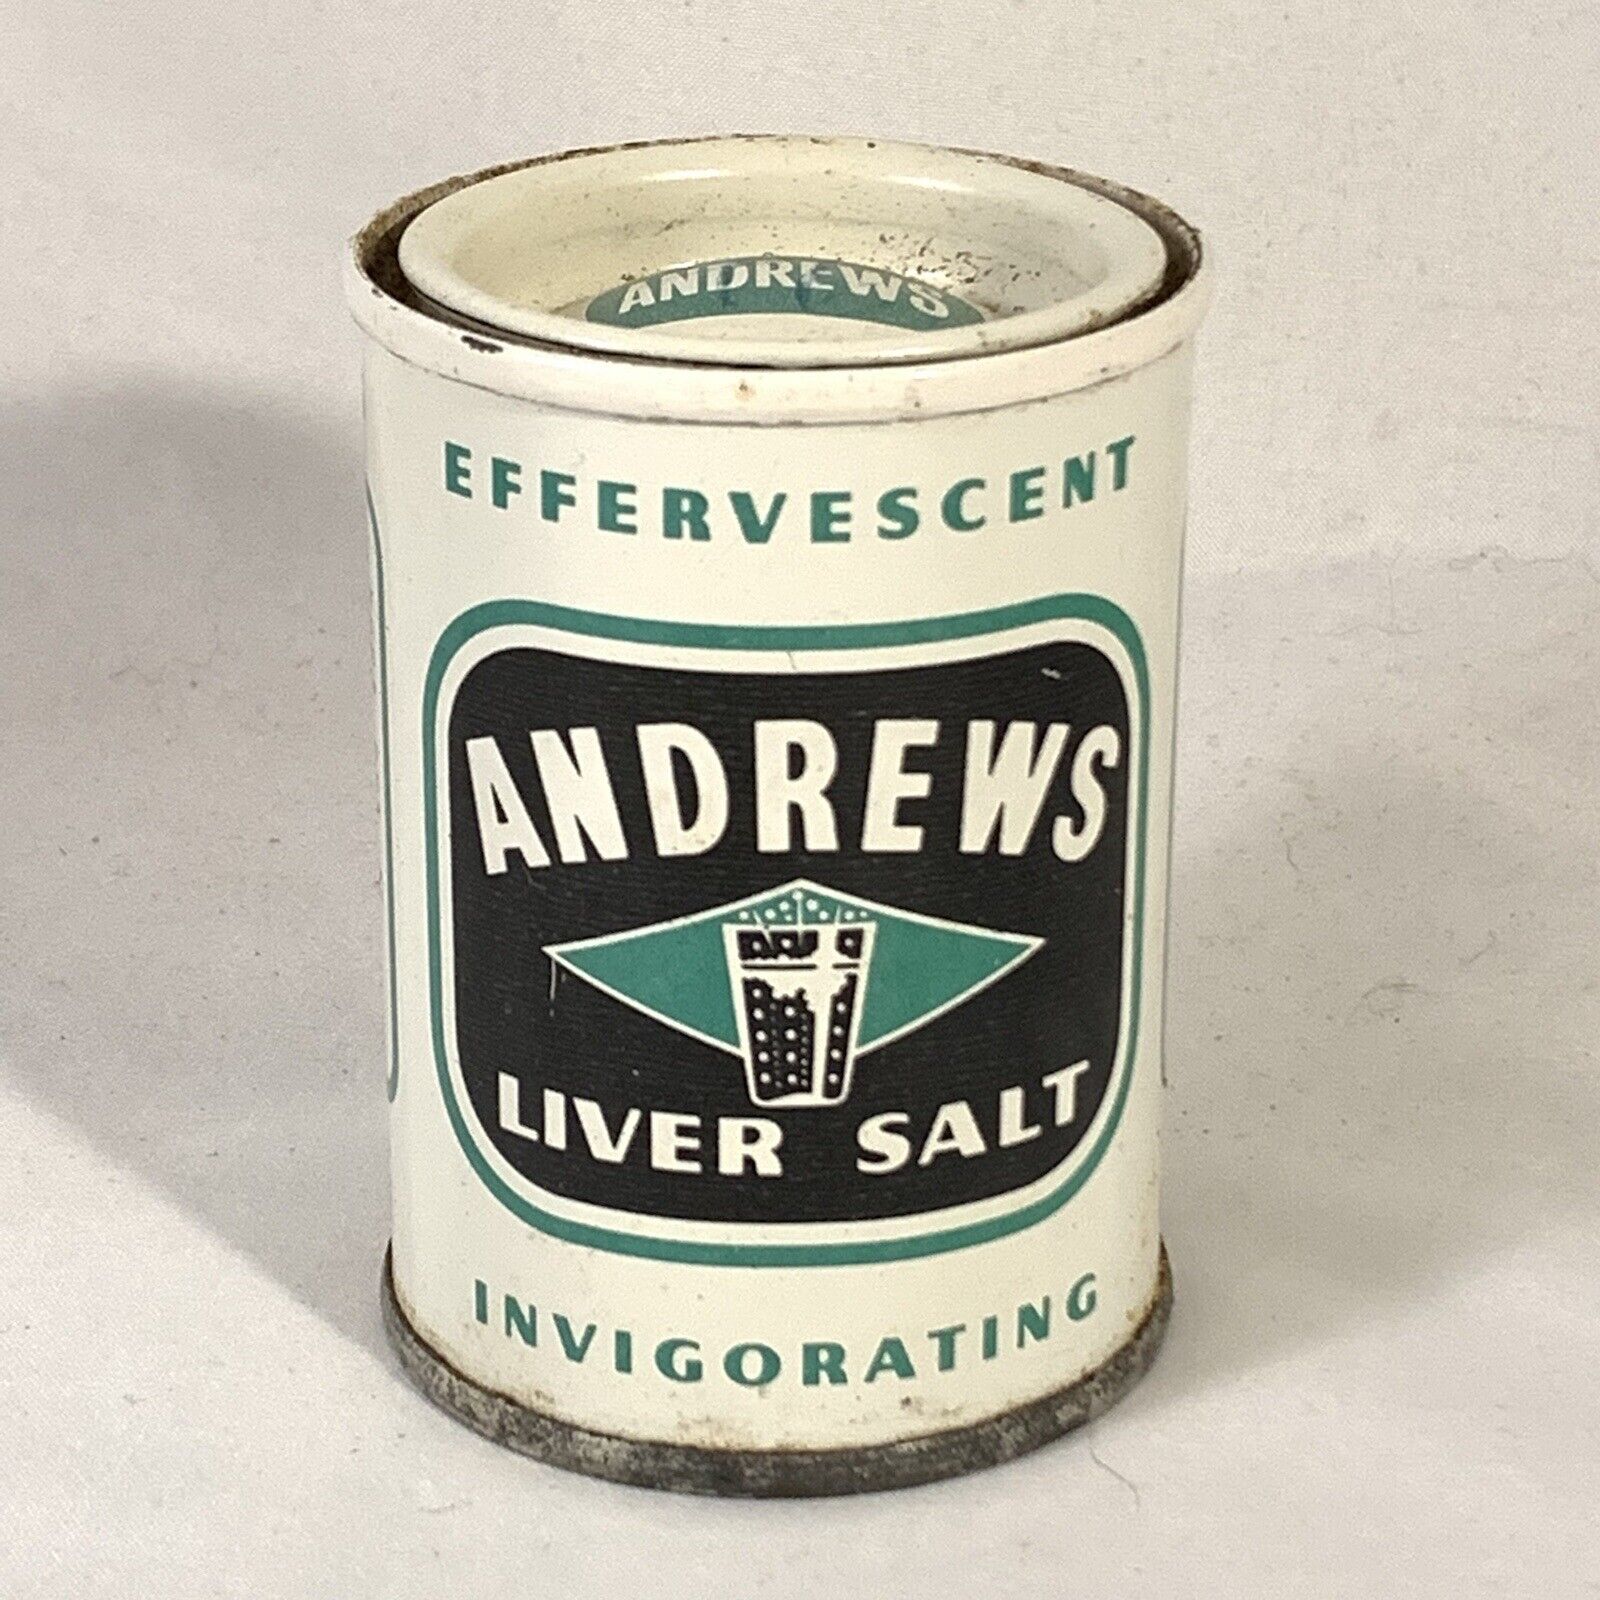 ANDREWS
EFFERVESCENT
ANDREWS
LIVER SALT
INVIGORATING